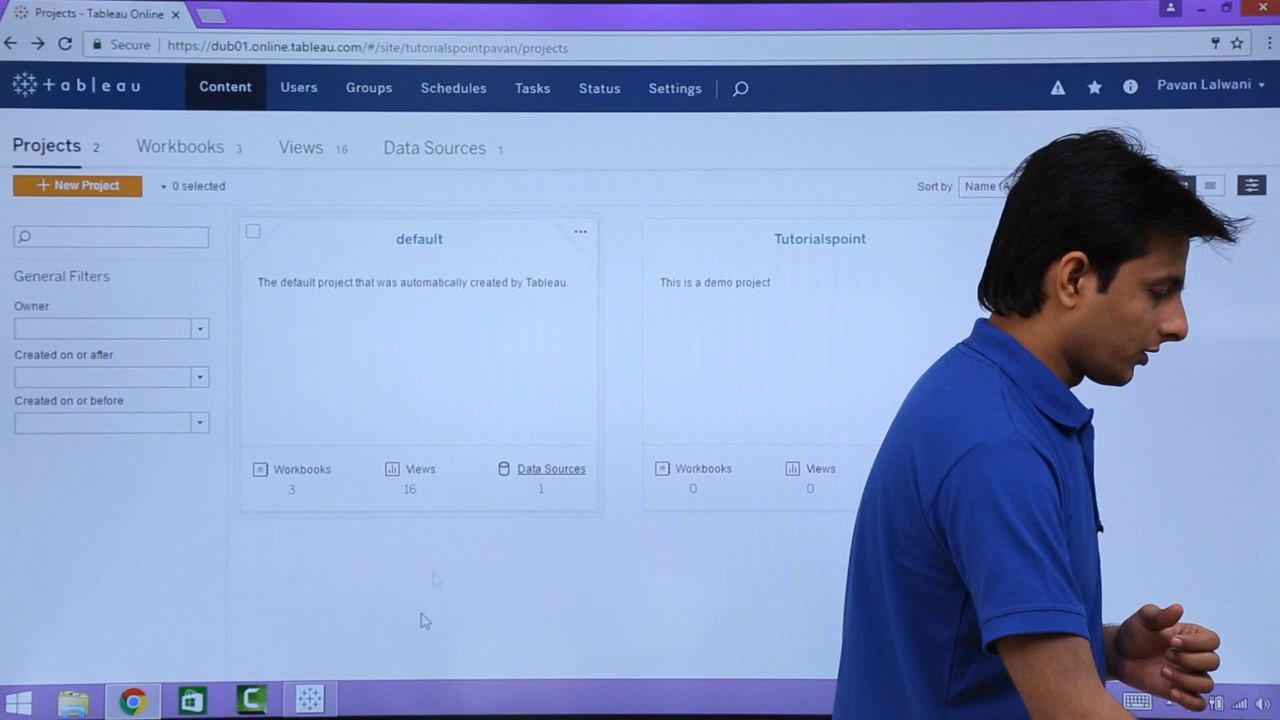 Projects - Tableau Online
Secure https://dub01.online.tableau.com/#/site/tutorialspointpavan/projects
+ableau Content Users Groups Schedules Tasks Status Settings Pavan Lalwani
Projects 2 Workbooks 3 Views 16 Data Sources 1
+ New Project 0 selected Sort by Name (A
General Filters
Owner
Created on or after
Created on or before
default
The default project that was automatically created by Tableau.
Workbooks Views Data Sources
3 16 1
Tutorialspoint
This is a demo project
Workbooks Views
0 0